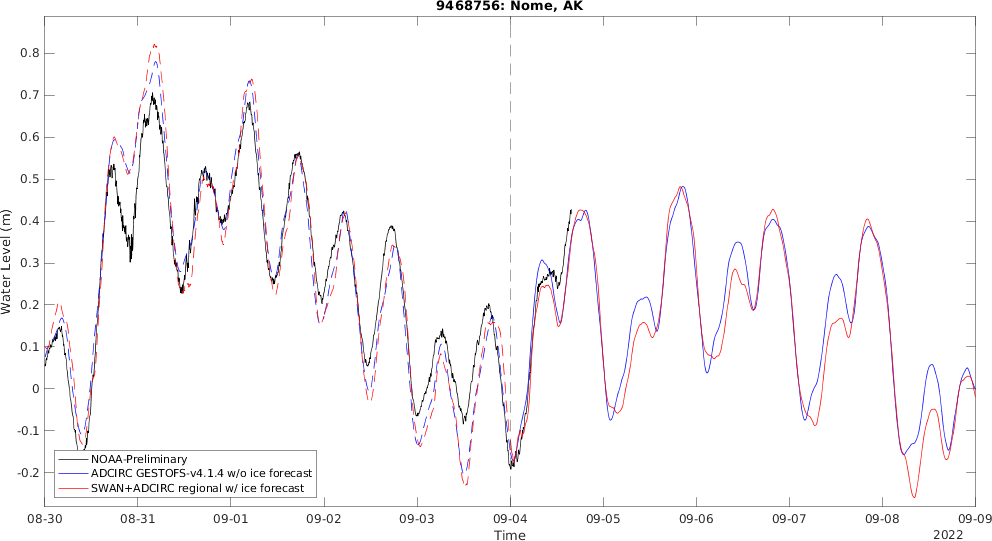 9468756: Nome, AK
Water Level (m)
0.8
0.7
0.6
0.5
0.4
0.3
0.2
0.1
0
-0.1
-0.2
NOAA-Preliminary
ADCIRC GESTOFS-v4.1.4 w/o ice forecast
SWAN+ADCIRC regional w/ ice forecast
08-30 08-31 09-01 09-02 09-03 09-04 09-05 09-06 09-07 09-08 09-09
Time
2022